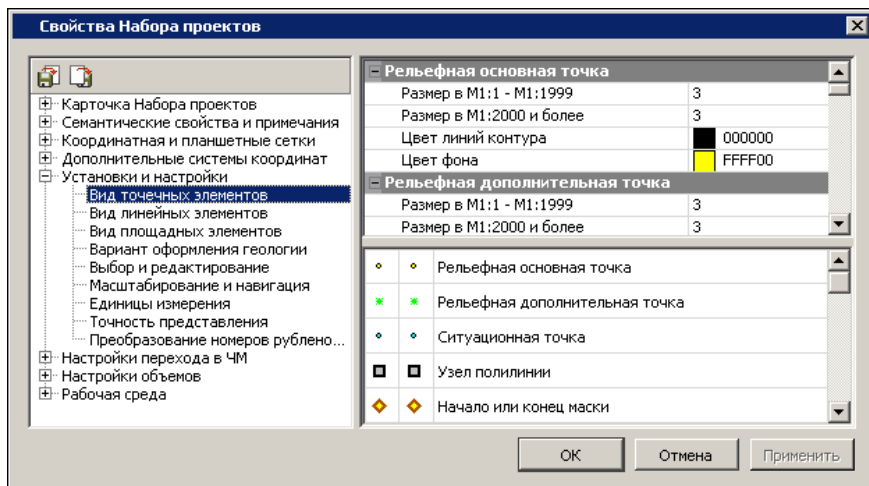 Свойства Набора проектов
Карточка Набора проектов
Семантические свойства и примечания
Координатная и планшетные сетки
Дополнительные системы координат
Установки и настройки
Вид точечных элементов
Вид линейных элементов
Вид площадных элементов
Вариант оформления геологии
Выбор и редактирование
Масштабирование и навигация
Единицы измерения
Точность представления
Преобразование номеров рублено...
Настройки перехода в ЧМ
Настройки объемов
Рабочая среда
Рельефная основная точка
Размер в М1:1 - М1:1999 3
Размер в М1:2000 и более 3
Цвет линий контура 000000
Цвет фона FFFF00
Рельефная дополнительная точка
Размер в М1:1 - М1:1999 3
Размер в М1:2000 и более 3
Рельефная основная точка
Рельефная дополнительная точка
Ситуационная точка
Узел полилинии
Начало или конец маски
ОК Отмена Применить